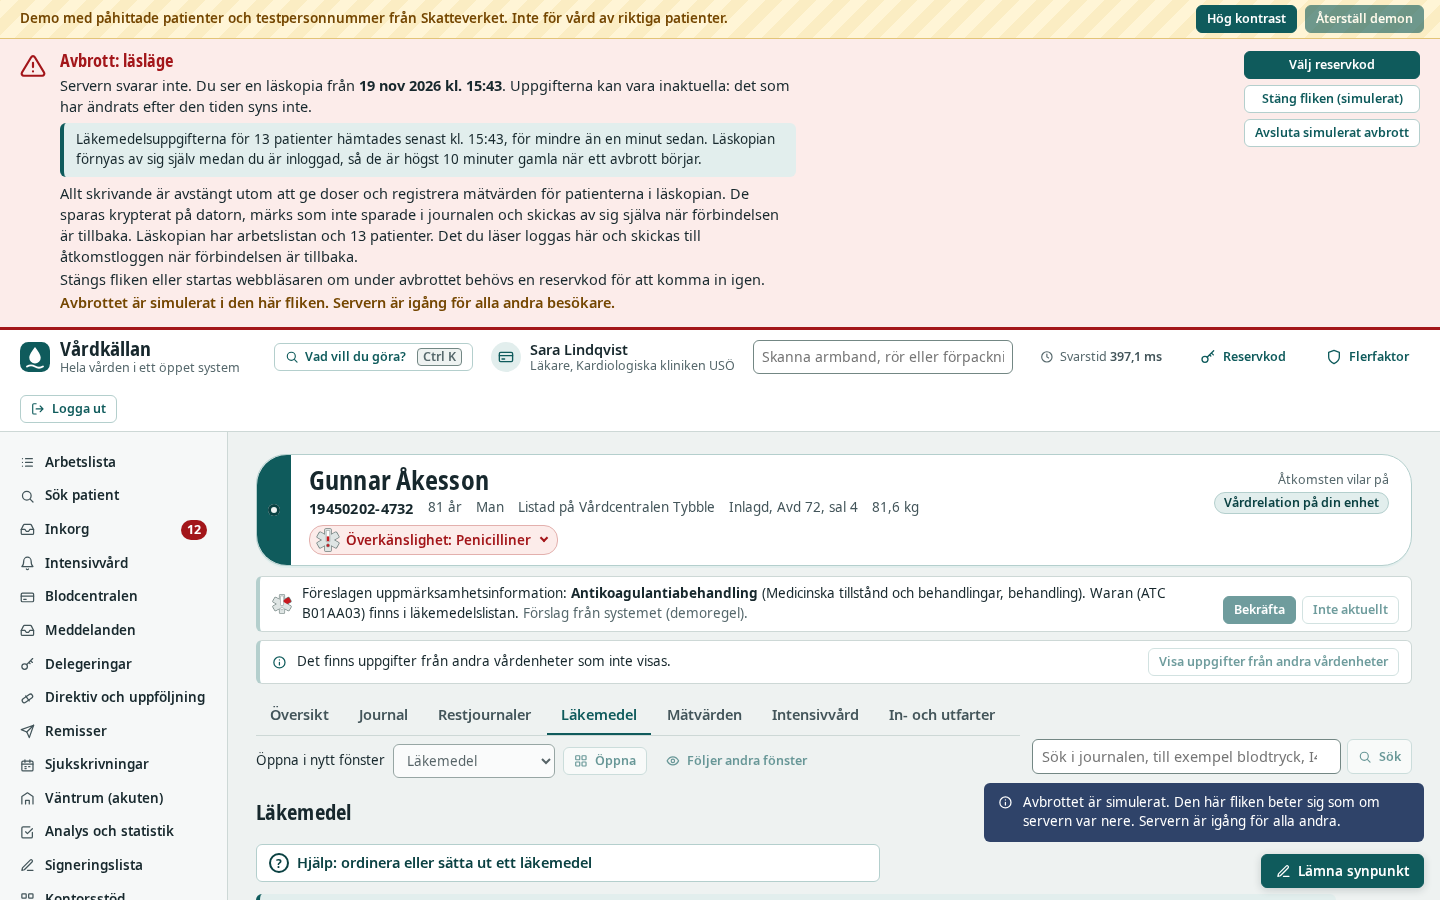 Demo med påhittade patienter och testpersonnummer från Skatteverket. Inte för vård av riktiga patienter.
Hög kontrast
Återställ demon
Avbrott: läsläge
Servern svarar inte. Du ser en läskopia från 19 nov 2026 kl. 15:43. Uppgifterna kan vara inaktuella: det som
har ändrats efter den tiden syns inte.
Läkemedelsuppgifterna för 13 patienter hämtades senast kl. 15:43, för mindre än en minut sedan. Läskopian
förnyas av sig själv medan du är inloggad, så de är högst 10 minuter gamla när ett avbrott börjar.
Allt skrivande är avstängt utom att ge doser och registrera mätvärden för patienterna i läskopian. De
sparas krypterat på datorn, märks som inte sparade i journalen och skickas av sig själva när förbindelsen
är tillbaka. Läskopian har arbetslistan och 13 patienter. Det du läser loggas här och skickas till
åtkomstloggen när förbindelsen är tillbaka.
Stängs fliken eller startas webbläsaren om under avbrottet behövs en reservkod för att komma in igen.
Avbrottet är simulerat i den här fliken. Servern är igång för alla andra besökare.
Välj reservkod
Stäng fliken (simulerat)
Avsluta simulerat avbrott
Vårdkällan
Hela vården i ett öppet system
Vad vill du göra? Ctrl K
Sara Lindqvist
Läkare, Kardiologiska kliniken USÖ
Skanna armband, rör eller förpackni
Svarstid 397,1 ms
Reservkod
Flerfaktor
Logga ut
Arbetslista
Sök patient
Inkorg 12
Intensivvård
Blodcentralen
Meddelanden
Delegeringar
Direktiv och uppföljning
Remisser
Sjukskrivningar
Väntrum (akuten)
Analys och statistik
Signeringslista
Kontorsstöd
Gunnar Åkesson
19450202-4732 81 år Man Listad på Vårdcentralen Tybble Inlagd, Avd 72, sal 4 81,6 kg
Överkänslighet: Penicilliner
Åtkomsten vilar på
Vårdrelation på din enhet
Föreslagen uppmärksamhetsinformation: Antikoagulantiabehandling (Medicinska tillstånd och behandlingar, behandling). Waran (ATC
B01AA03) finns i läkemedelslistan. Förslag från systemet (demoregel).
Bekräfta
Inte aktuellt
Det finns uppgifter från andra vårdenheter som inte visas.
Visa uppgifter från andra vårdenheter
Översikt
Journal
Restjournaler
Läkemedel
Mätvärden
Intensivvård
In- och utfarter
Öppna i nytt fönster
Läkemedel
Öppna
Följer andra fönster
Sök i journalen, till exempel blodtryck, I
Sök
Läkemedel
Avbrottet är simulerat. Den här fliken beter sig som om
servern var nere. Servern är igång för alla andra.
Hjälp: ordinera eller sätta ut ett läkemedel
Lämna synpunkt